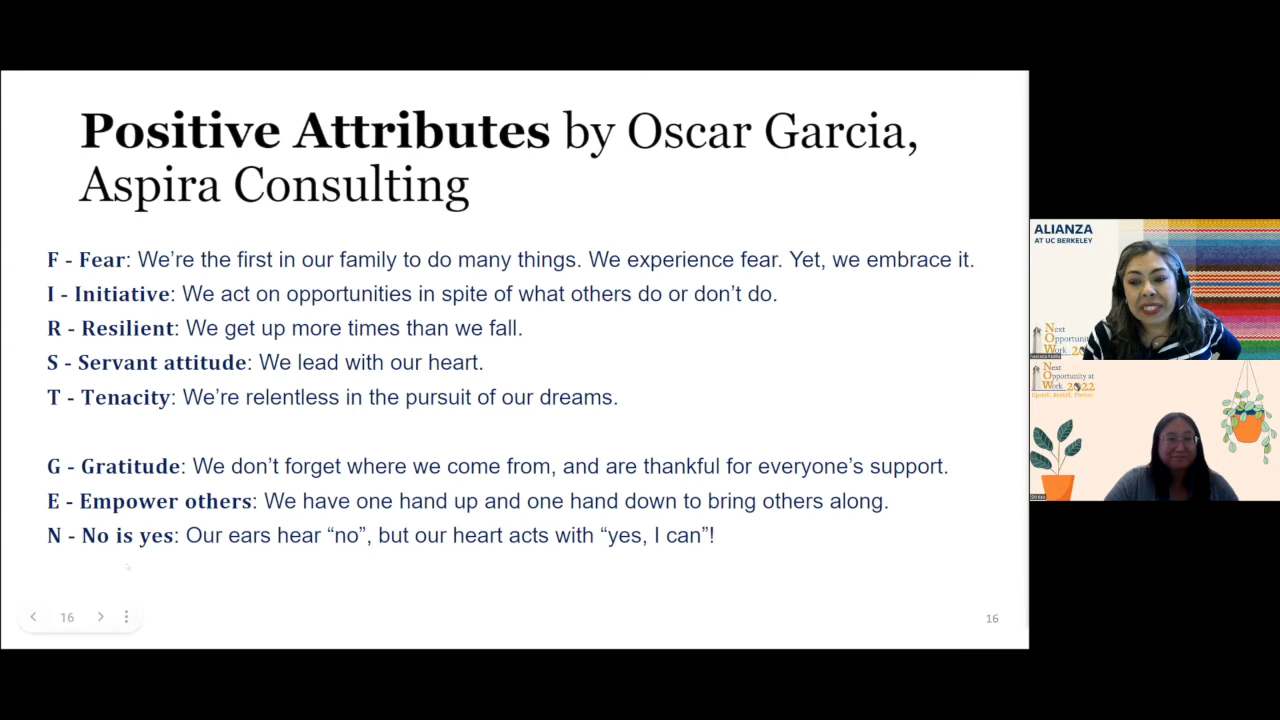 Positive Attributes by Oscar Garcia,
Aspira Consulting
F - Fear: We're the first in our family to do many things. We experience fear. Yet, we embrace it.
I - Initiative: We act on opportunities in spite of what others do or don't do.
R - Resilient: We get up more times than we fall.
S - Servant attitude: We lead with our heart.
T - Tenacity: We're relentless in the pursuit of our dreams.
G - Gratitude: We don't forget where we come from, and are thankful for everyone's support.
E - Empower others: We have one hand up and one hand down to bring others along.
N - No is yes: Our ears hear “no”, but our heart acts with “yes, I can”!
16
16
ALIANZA
AT UC BERKELEY
Next
Opportunity
Work 20
Next
Opportunity at
Work 2022